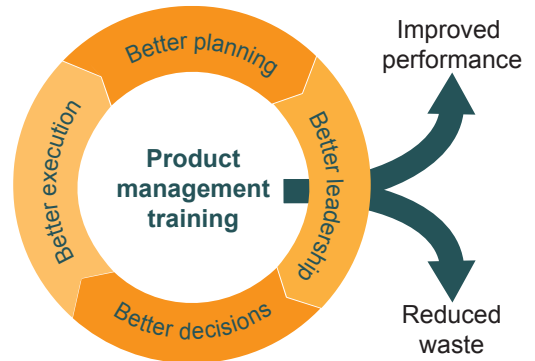 Better planning
Better leadership
Better decisions
Better execution
Product
management
training
Improved
performance
Reduced
waste